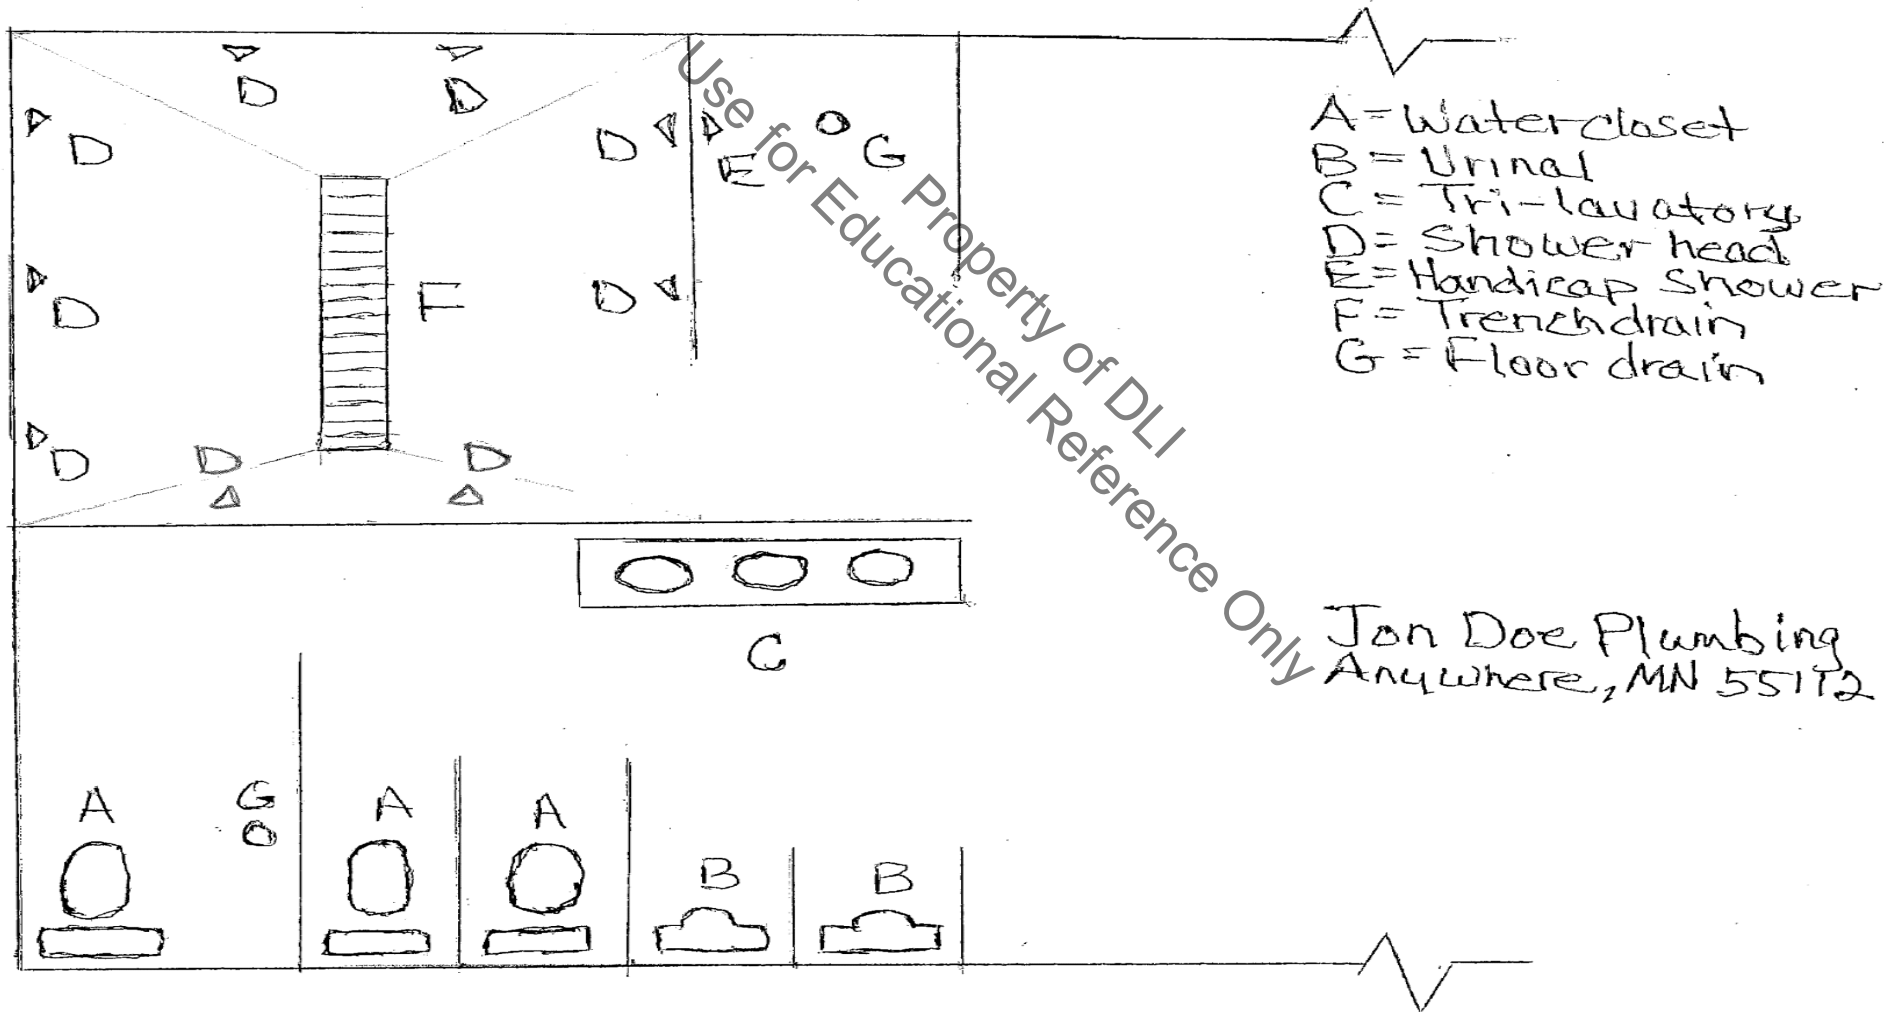 D
D
D
D
D
E
G
D
F
D
D
D
D
A = Watercloset
B = Urinal
C = Tri-lavatory
D = Shower head
E = Handicap Shower
F = Trenchdrain
G = Floor drain
Use for Educational Reference Only
Property of DLI
C
Jon Doe Plumbing
Anywhere, MN 55112
A
G
A
A
B
B